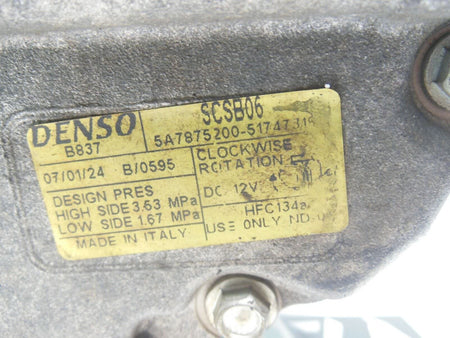 DENSO SCSB06
B837 5A7875200-5174731
07/01/24 B/0595 CLOCKWISE
ROTATION
DESIGN PRES DC 12V
HIGH SIDE 3.53 MPa
LOW SIDE 1.67 MPa HFC134a
MADE IN ITALY USE ONLY ND-